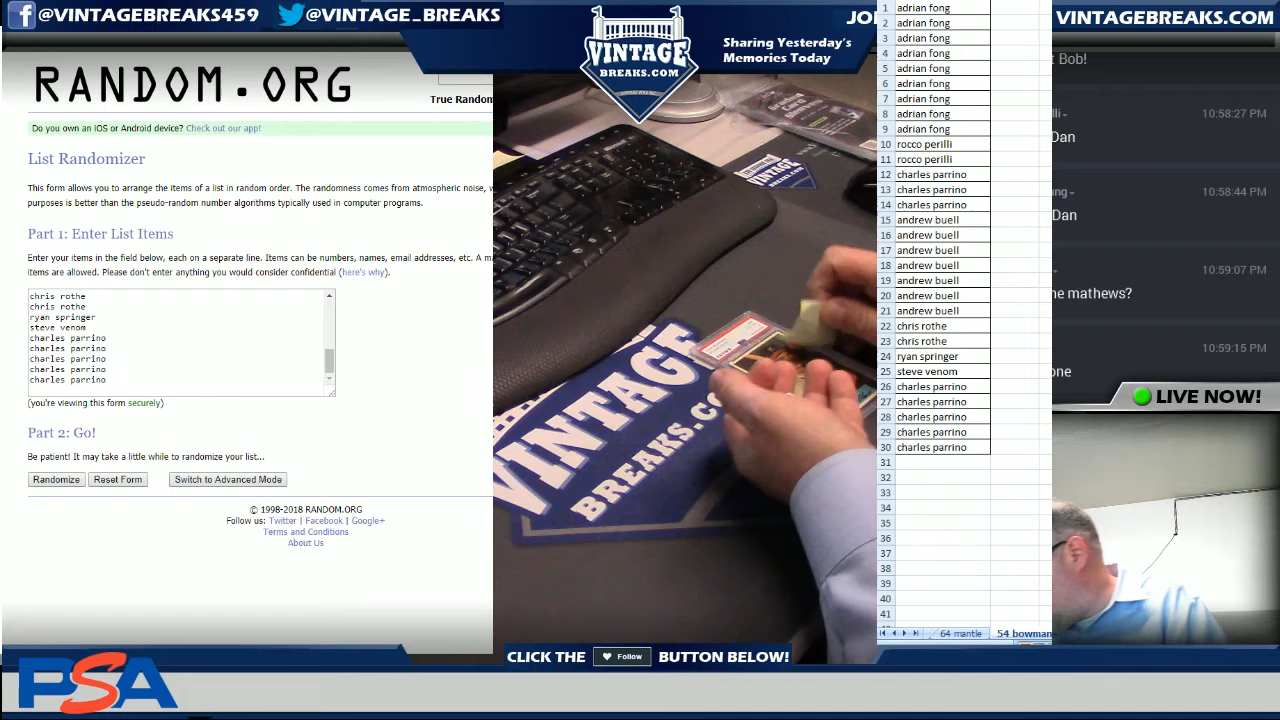 @VINTAGEBREAKS459
@VINTAGE_BREAKS
VINTAGE
BREAKS.COM
Sharing Yesterday's
Memories Today
JO
VINTAGEBREAKS.COM
RANDOM.ORG
True Random
Do you own an iOS or Android device? Check out our app!
List Randomizer
This form allows you to arrange the items of a list in random order. The randomness comes from atmospheric noise,
purposes is better than the pseudo-random number algorithms typically used in computer programs.
Part 1: Enter List Items
Enter your items in the field below, each on a separate line. Items can be numbers, names, email addresses, etc. A
items are allowed. Please don't enter anything you would consider confidential (here's why).
chris rothe
chris rothe
ryan springer
steve venom
charles parrino
charles parrino
charles parrino
charles parrino
charles parrino
(you're viewing this form securely)
Part 2: Go!
Be patient! It may take a little while to randomize your list...
Randomize
Reset Form
Switch to Advanced Mode
© 1998-2018 RANDOM.ORG
Follow us: Twitter | Facebook | Google+
Terms and Conditions
About Us
VINTAGE
BREAKS.CO
1 adrian fong
2 adrian fong
3 adrian fong
4 adrian fong
5 adrian fong
6 adrian fong
7 adrian fong
8 adrian fong
9 adrian fong
10 rocco perilli
11 rocco perilli
12 charles parrino
13 charles parrino
14 charles parrino
15 andrew buell
16 andrew buell
17 andrew buell
18 andrew buell
19 andrew buell
20 andrew buell
21 andrew buell
22 chris rothe
23 chris rothe
24 ryan springer
25 steve venom
26 charles parrino
27 charles parrino
28 charles parrino
29 charles parrino
30 charles parrino
31
32
33
34
35
36
37
38
39
40
41
64 mantle
54 bowman
t Bob!
10:58:27 PM
Dan
10:58:44 PM
Dan
10:59:07 PM
ne mathews?
10:59:15 PM
one
LIVE NOW!
PSA
CLICK THE
Follow
BUTTON BELOW!